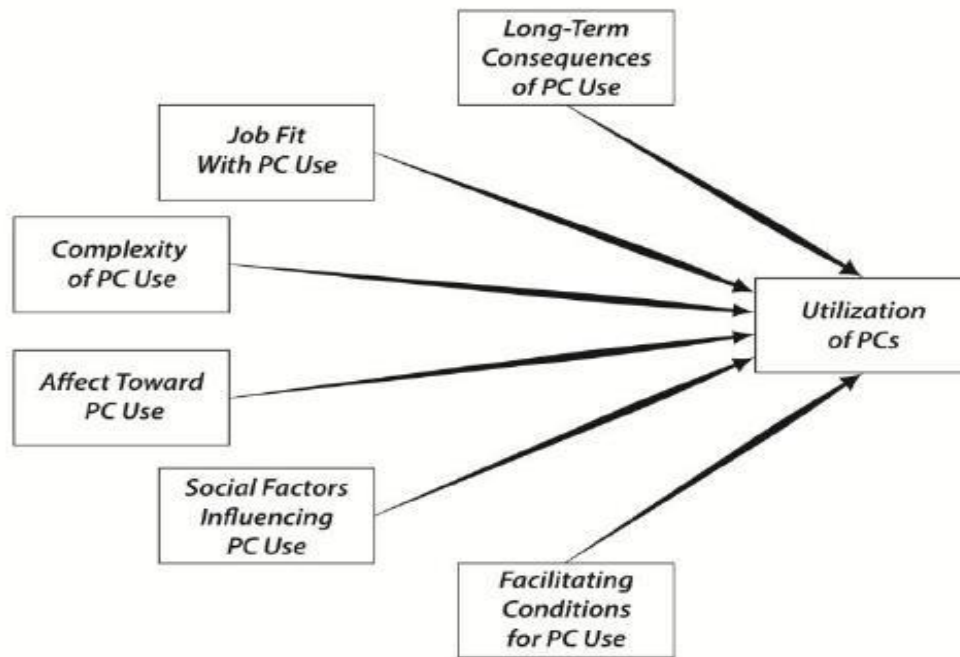 Long-Term
Consequences
of PC Use
Job Fit
With PC Use
Complexity
of PC Use
Utilization
of PCs
Affect Toward
PC Use
Social Factors
Influencing
PC Use
Facilitating
Conditions
for PC Use